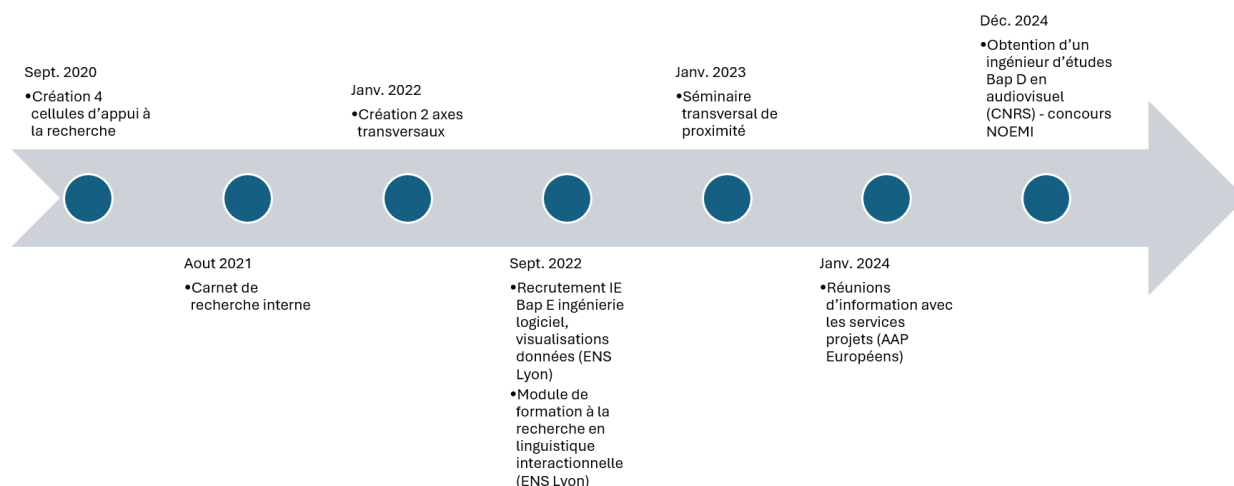 Sept. 2020
•Création 4
cellules d'appui à
la recherche
Aout 2021
•Carnet de
recherche interne
Janv. 2022
•Création 2 axes
transversaux
Sept. 2022
•Recrutement IE
Bap E ingénierie
logiciel,
visualisations
données (ENS
Lyon)
•Module de
formation à la
recherche en
linguistique
interactionnelle
(ENS Lyon)
Janv. 2023
•Séminaire
transversal de
proximité
Janv. 2024
•Réunions
d'information avec
les services
projets (AAP
Européens)
Déc. 2024
•Obtention d'un
ingénieur d'études
Bap D en
audiovisuel
(CNRS) - concours
NOEMI